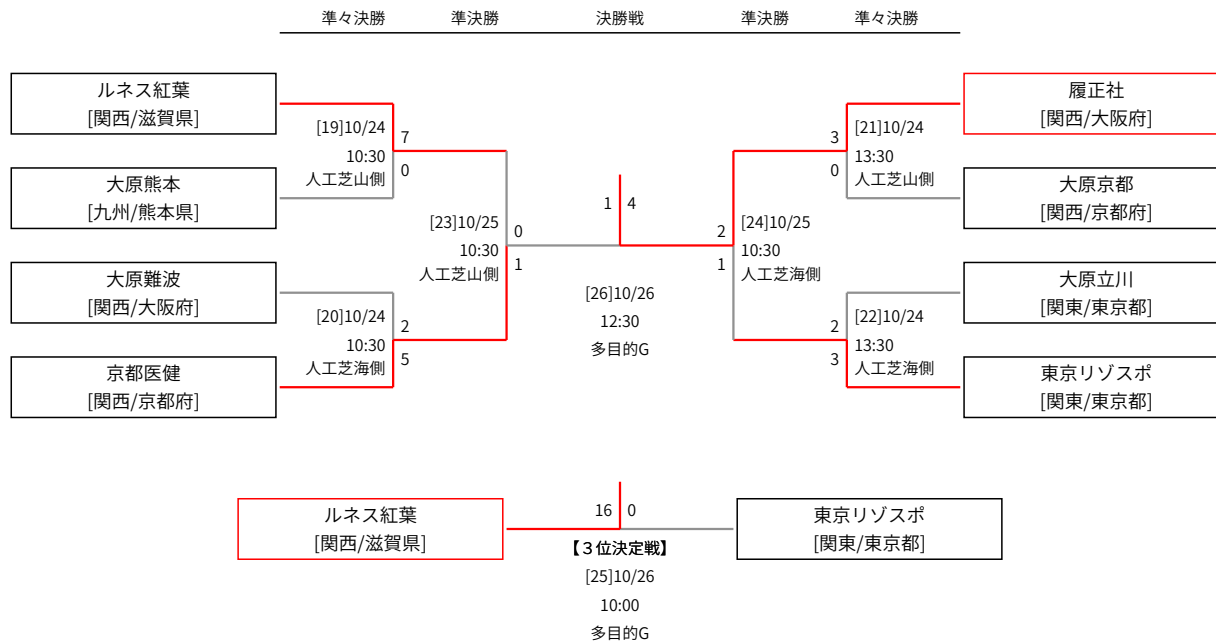 準々決勝 準決勝 決勝戦 準決勝 準々決勝
ルネス紅葉
[関西/滋賀県]
大原熊本
[九州/熊本県]
大原難波
[関西/大阪府]
京都医健
[関西/京都府]
[19]10/24
10:30
人工芝山側
7
0
[20]10/24
10:30
人工芝海側
2
5
[23]10/25
10:30
人工芝山側
0
1
1 4
[26]10/26
12:30
多目的G
2
1
[24]10/25
10:30
人工芝海側
3
0
[21]10/24
13:30
人工芝山側
2
3
[22]10/24
13:30
人工芝海側
履正社
[関西/大阪府]
大原京都
[関西/京都府]
大原立川
[関東/東京都]
東京リゾスポ
[関東/東京都]
ルネス紅葉
[関西/滋賀県]
16 0
【３位決定戦】
[25]10/26
10:00
多目的G
東京リゾスポ
[関東/東京都]